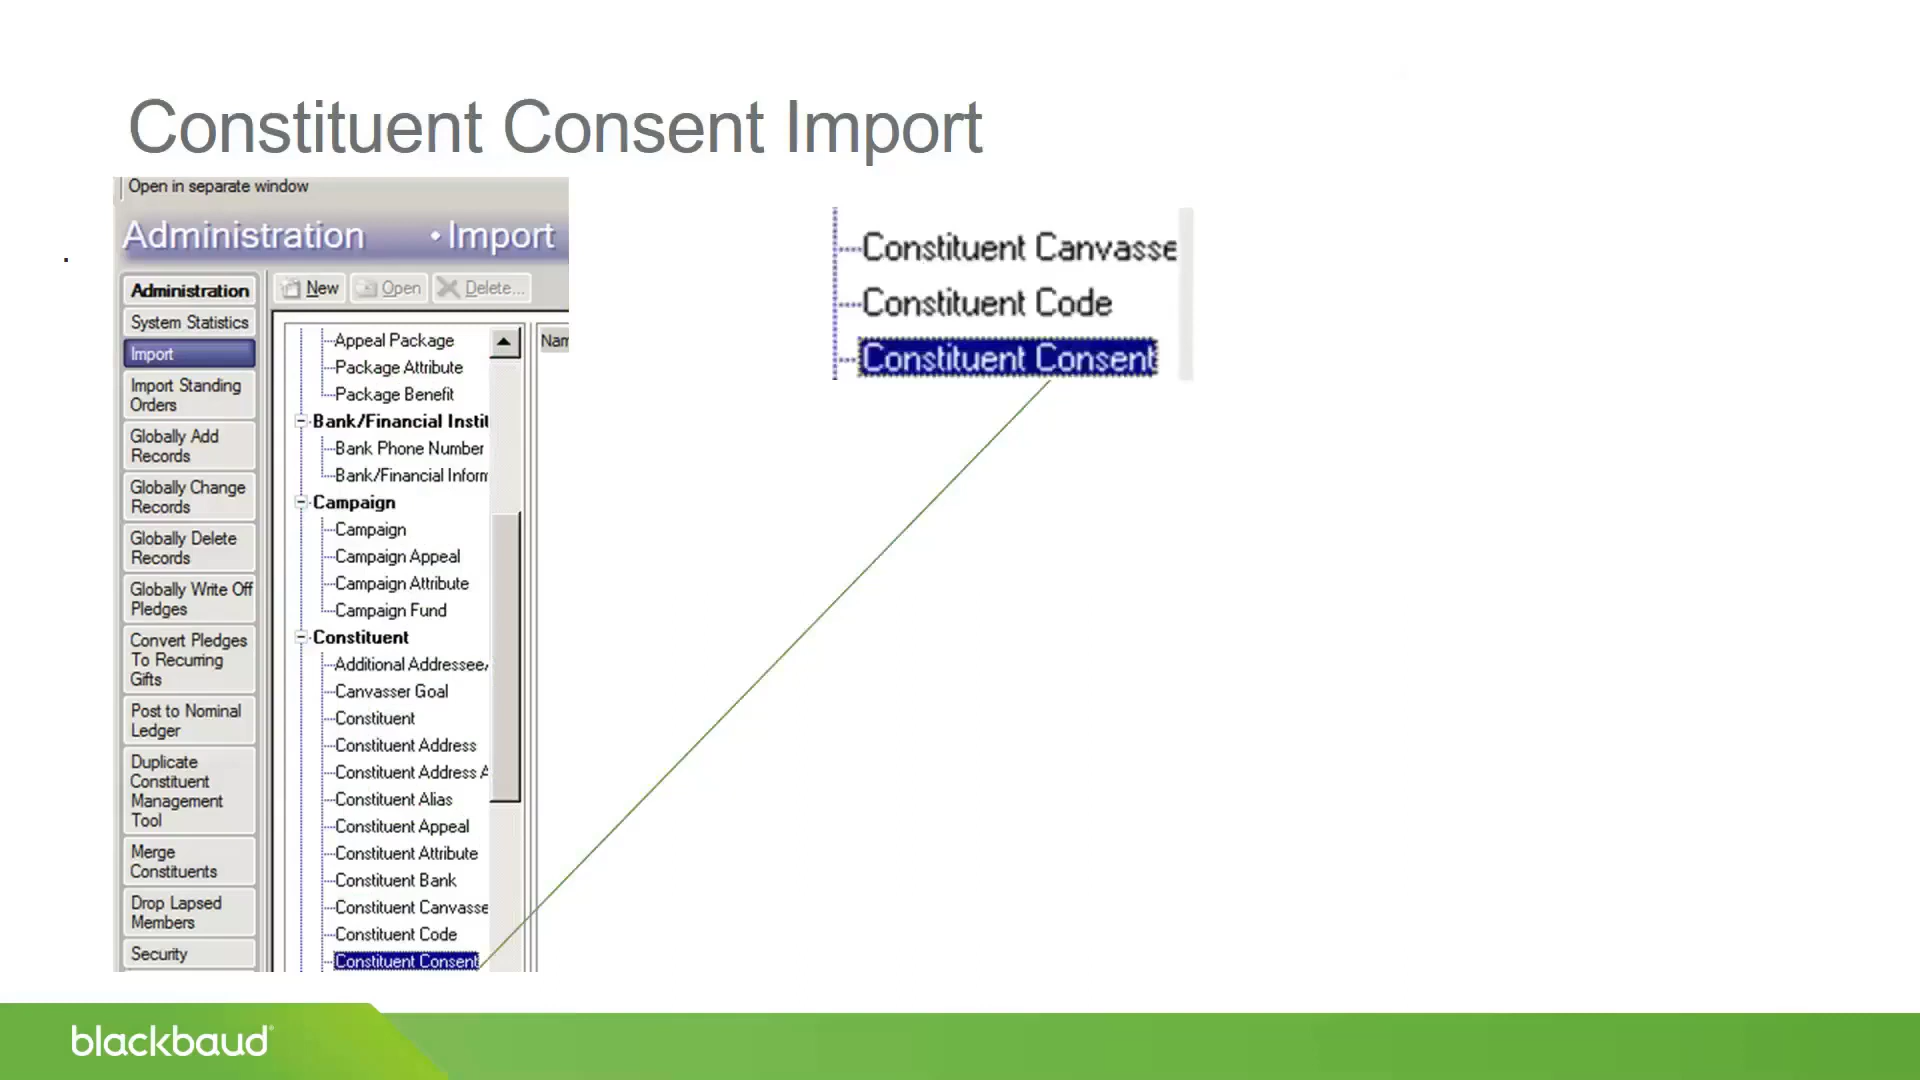 Constituent Consent Import
Open in separate window
Administration • Import
.
Administration
System Statistics
Import
Import Standing
Orders
Globally Add
Records
Globally Change
Records
Globally Delete
Records
Globally Write Off
Pledges
Convert Pledges
To Recurring
Gifts
Post to Nominal
Ledger
Duplicate
Constituent
Management
Tool
Merge
Constituents
Drop Lapsed
Members
Security
New Open Delete...
Appeal Package
Package Attribute
Package Benefit
Bank/Financial Instit
Bank Phone Number
Bank/Financial Inform
Campaign
Campaign
Campaign Appeal
Campaign Attribute
Campaign Fund
Constituent
Additional Addressee/
Canvasser Goal
Constituent
Constituent Address
Constituent Address A
Constituent Alias
Constituent Appeal
Constituent Attribute
Constituent Bank
Constituent Canvasse
Constituent Code
Constituent Consent
Nam
Constituent Canvasse
Constituent Code
Constituent Consent
blackbaud®